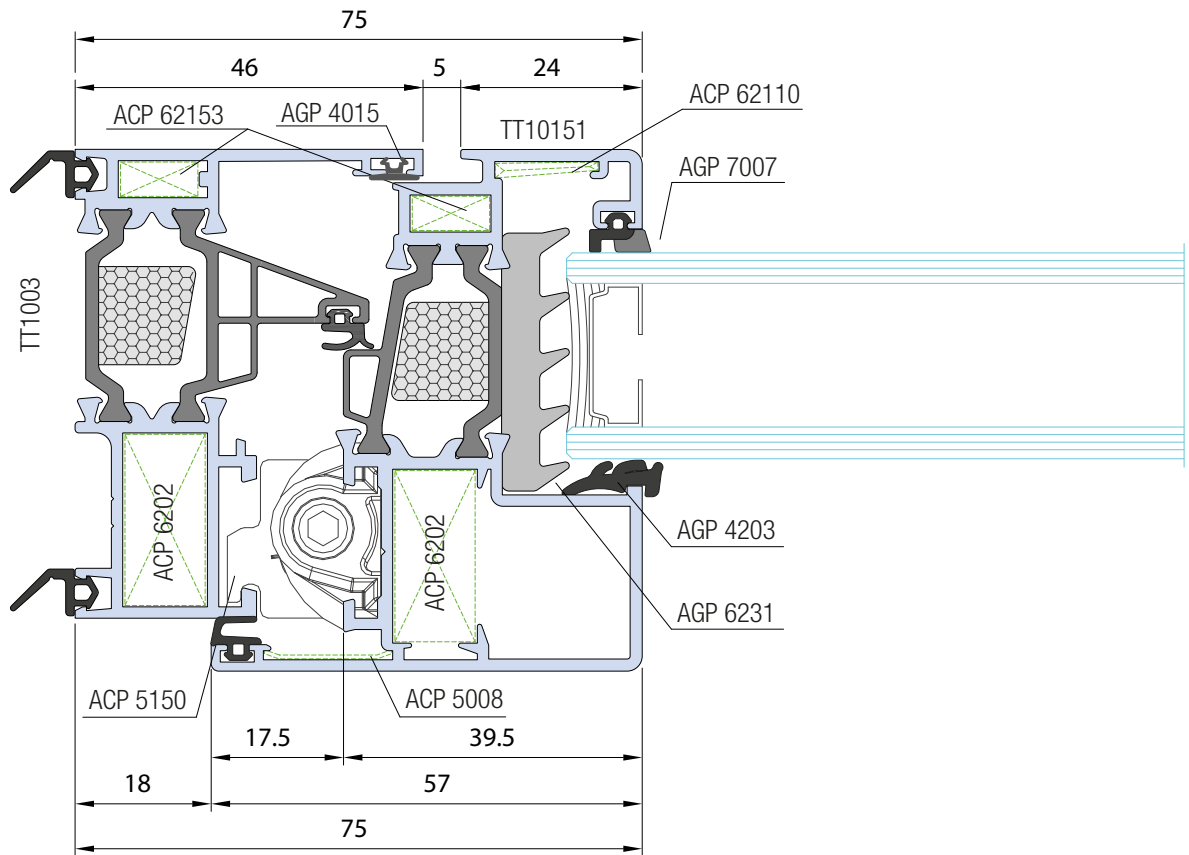 75
46 5 24
ACP 62153 AGP 4015 ACP 62110
TT10151
AGP 7007
TT1003
ACP 6202
ACP 6202
AGP 4203
AGP 6231
ACP 5150 ACP 5008
17.5 39.5
18 57
75